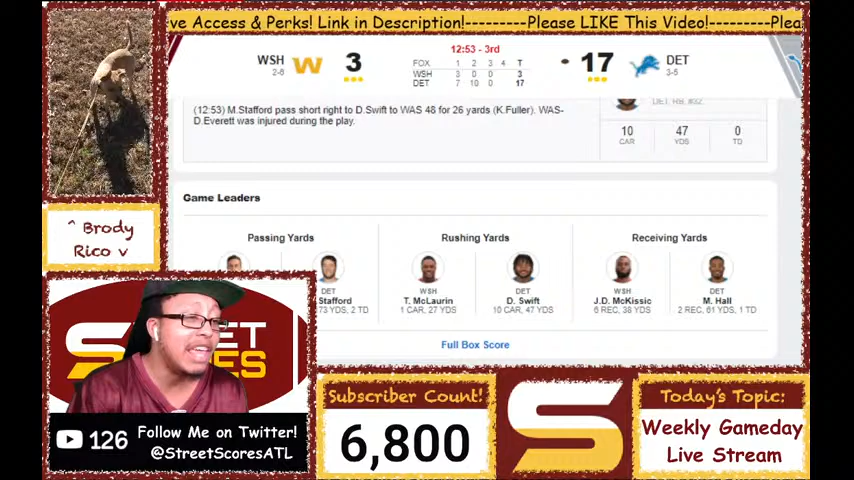 ve Access & Perks! Link in Description!---------Please LIKE This Video!---------Plea
WSH
2-6
3
12:53 - 3rd
FOX 1 2 3 4 T
WSH 3 0 0 3
DET 7 10 0 17
17
DET
3-5
(12:53) M.Stafford pass short right to D.Swift to WAS 48 for 26 yards (K.Fuller). WAS-
D.Everett was injured during the play.
DET RB, #32
10 47 0
CAR YDS TD
Game Leaders
Passing Yards Rushing Yards Receiving Yards
DET WSH DET WSH DET
Stafford T. McLaurin D. Swift J.D. McKissic M. Hall
73 YDS, 2 TD 1 CAR, 27 YDS 10 CAR, 47 YDS 6 REC, 38 YDS 2 REC, 61 YDS, 1 TD
Full Box Score
^ Brody
Rico v
126
Follow Me on Twitter!
@StreetScoresATL
Subscriber Count!
6,800
Today's Topic:
Weekly Gameday
Live Stream